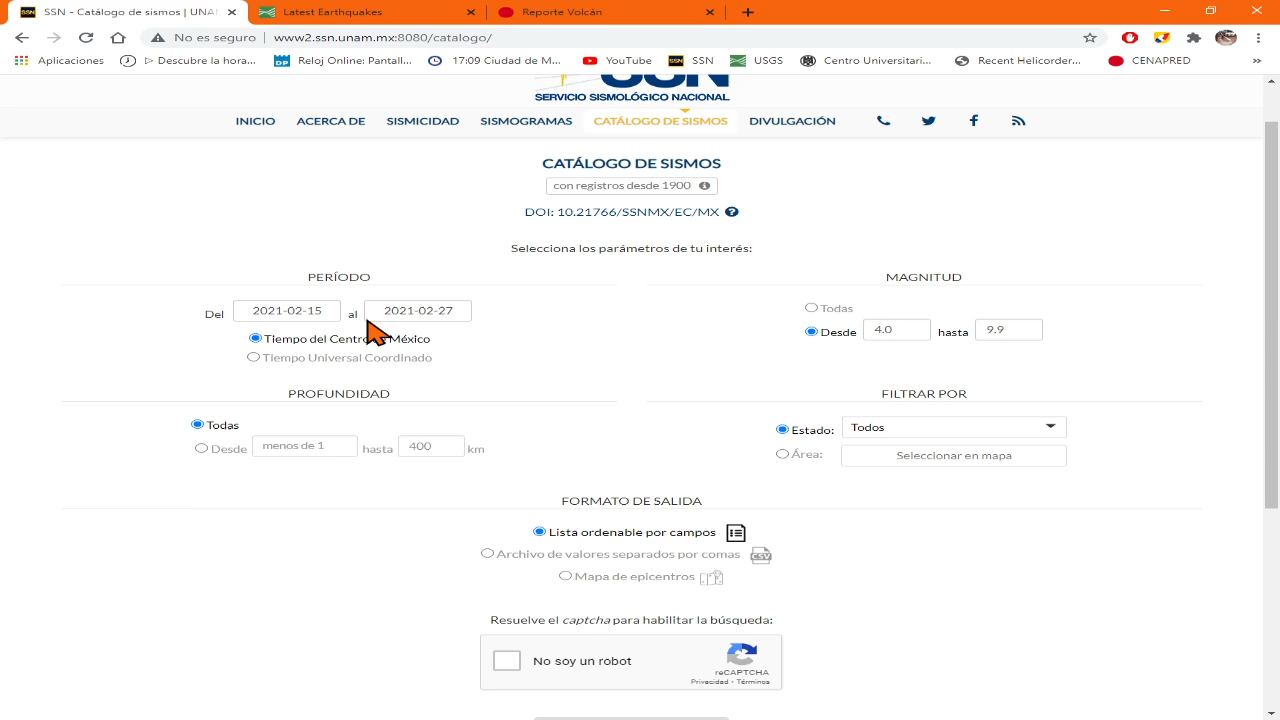 SSN - Catálogo de sismos | UNA
Latest Earthquakes
Reporte Volcán
No es seguro | www2.ssn.unam.mx:8080/catalogo/
Aplicaciones
▷ Descubre la hora...
Reloj Online: Pantall...
17:09 Ciudad de M...
YouTube
SSN
USGS
Centro Universitari...
Recent Helicorder...
CENAPRED
»
SERVICIO SISMOLÓGICO NACIONAL
INICIO
ACERCA DE
SISMICIDAD
SISMOGRAMAS
CATÁLOGO DE SISMOS
DIVULGACIÓN
CATÁLOGO DE SISMOS
con registros desde 1900
DOI: 10.21766/SSNMX/EC/MX
Selecciona los parámetros de tu interés:
PERÍODO
Del 2021-02-15 al 2021-02-27
Tiempo del Centro México
Tiempo Universal Coordinado
MAGNITUD
Todas
Desde 4.0 hasta 9.9
PROFUNDIDAD
Todas
Desde menos de 1 hasta 400 km
FILTRAR POR
Estado: Todos
Área: Seleccionar en mapa
FORMATO DE SALIDA
Lista ordenable por campos
Archivo de valores separados por comas CSV
Mapa de epicentros
Resuelve el captcha para habilitar la búsqueda:
No soy un robot
reCAPTCHA
Privacidad - Términos